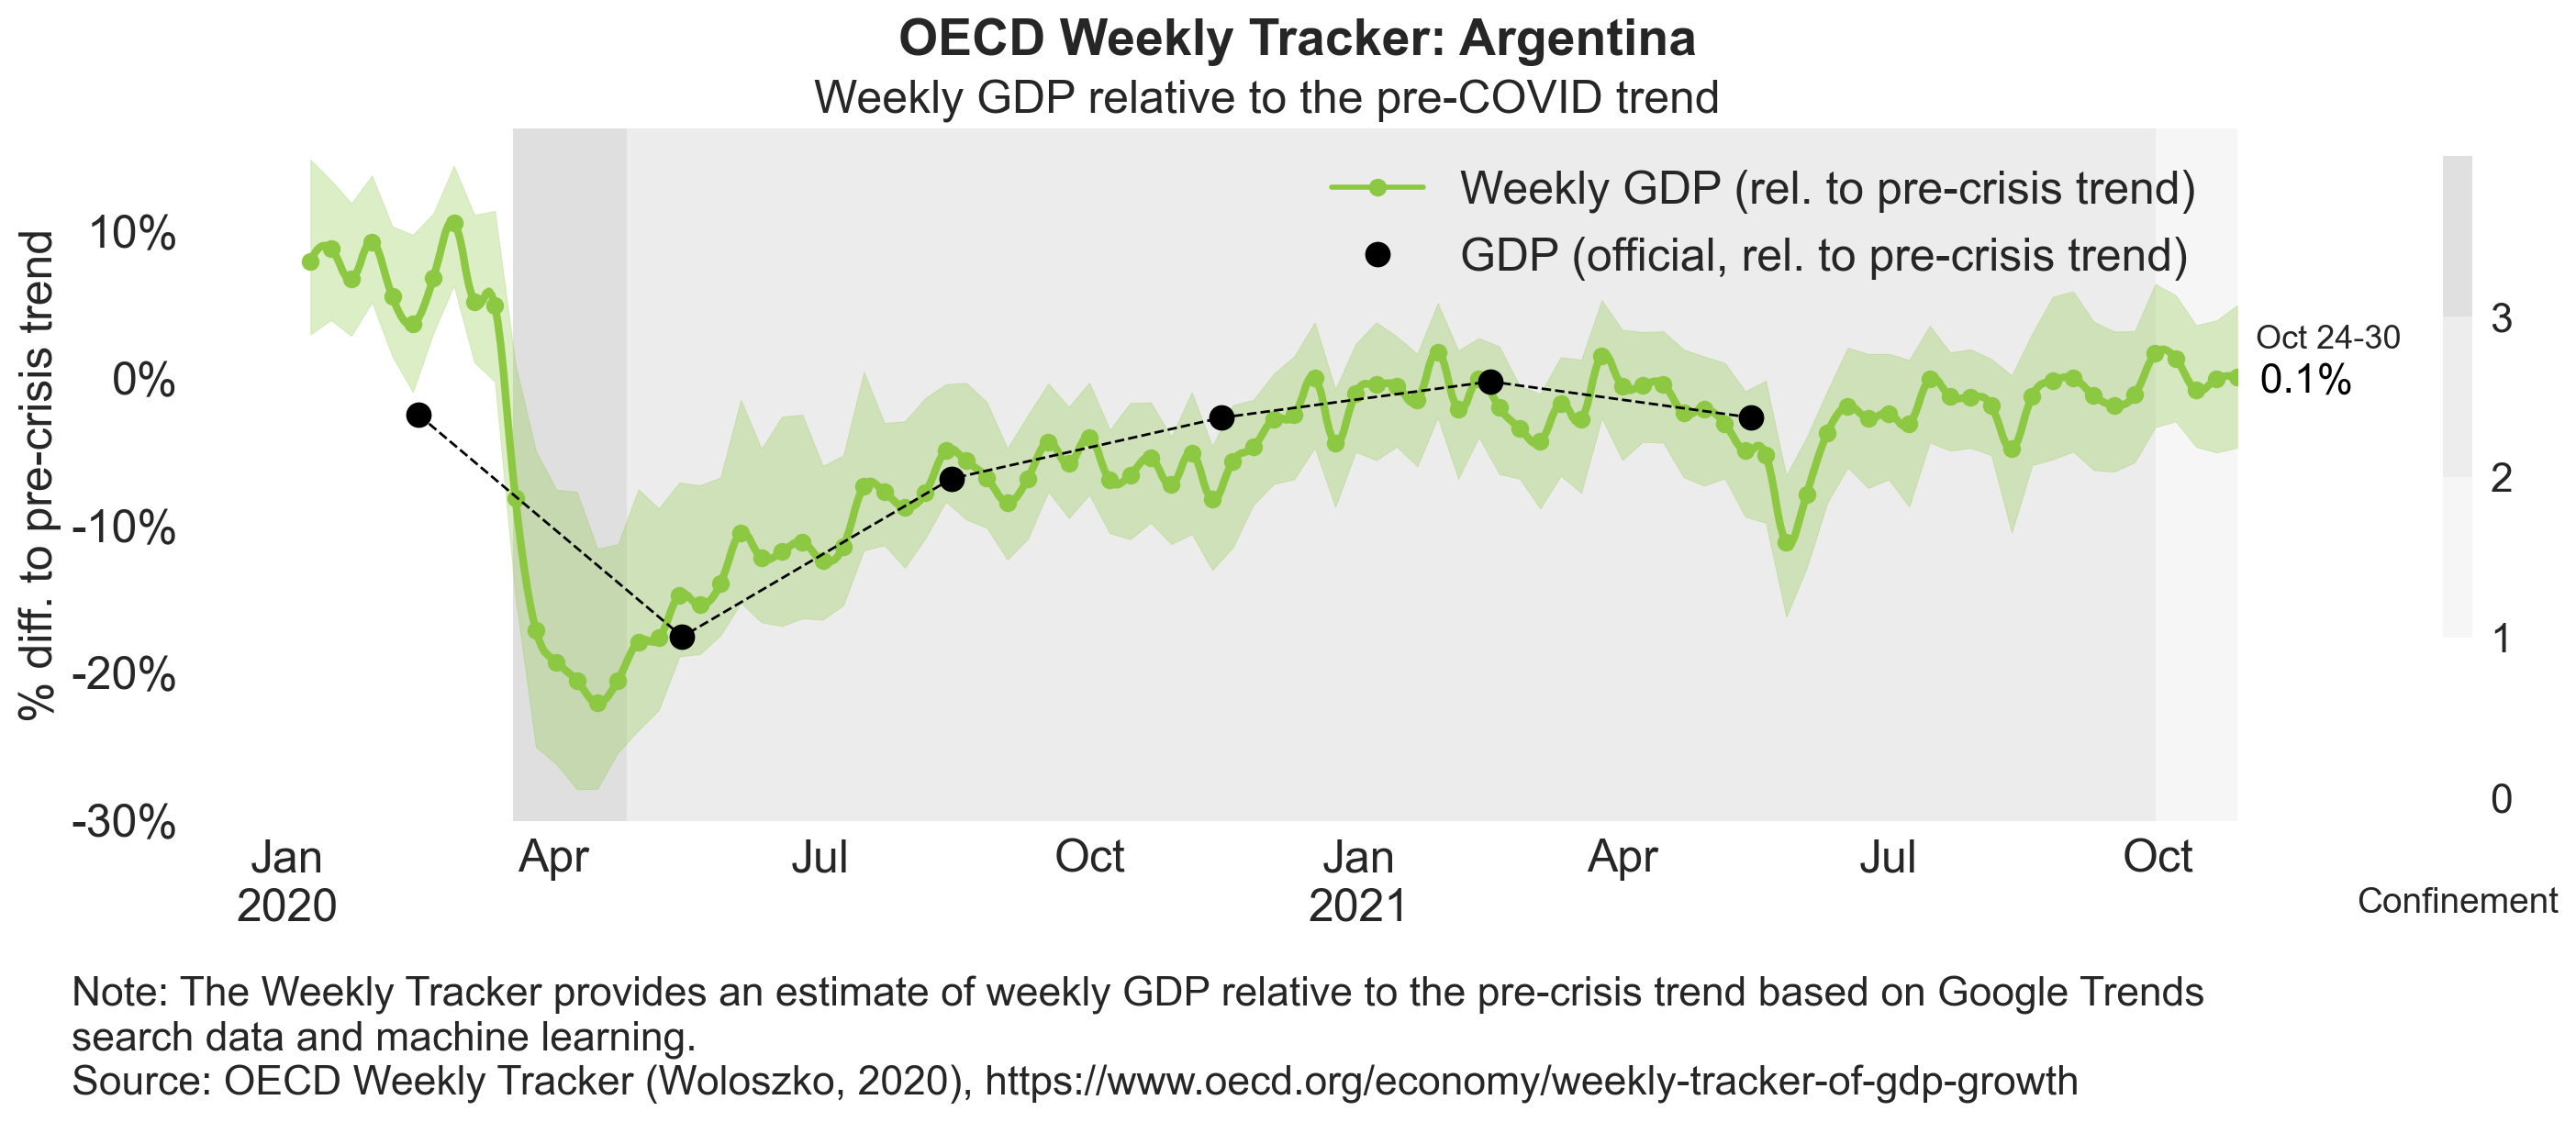 OECD Weekly Tracker: Argentina
Weekly GDP relative to the pre-COVID trend
Weekly GDP (rel. to pre-crisis trend)
GDP (official, rel. to pre-crisis trend)
% diff. to pre-crisis trend
10%
0%
-10%
-20%
-30%
Oct 24-30
0.1%
3
2
1
0
Confinement
Jan Apr Jul Oct Jan Apr Jul Oct
2020 2021
Note: The Weekly Tracker provides an estimate of weekly GDP relative to the pre-crisis trend based on Google Trends
search data and machine learning.
Source: OECD Weekly Tracker (Woloszko, 2020), https://www.oecd.org/economy/weekly-tracker-of-gdp-growth